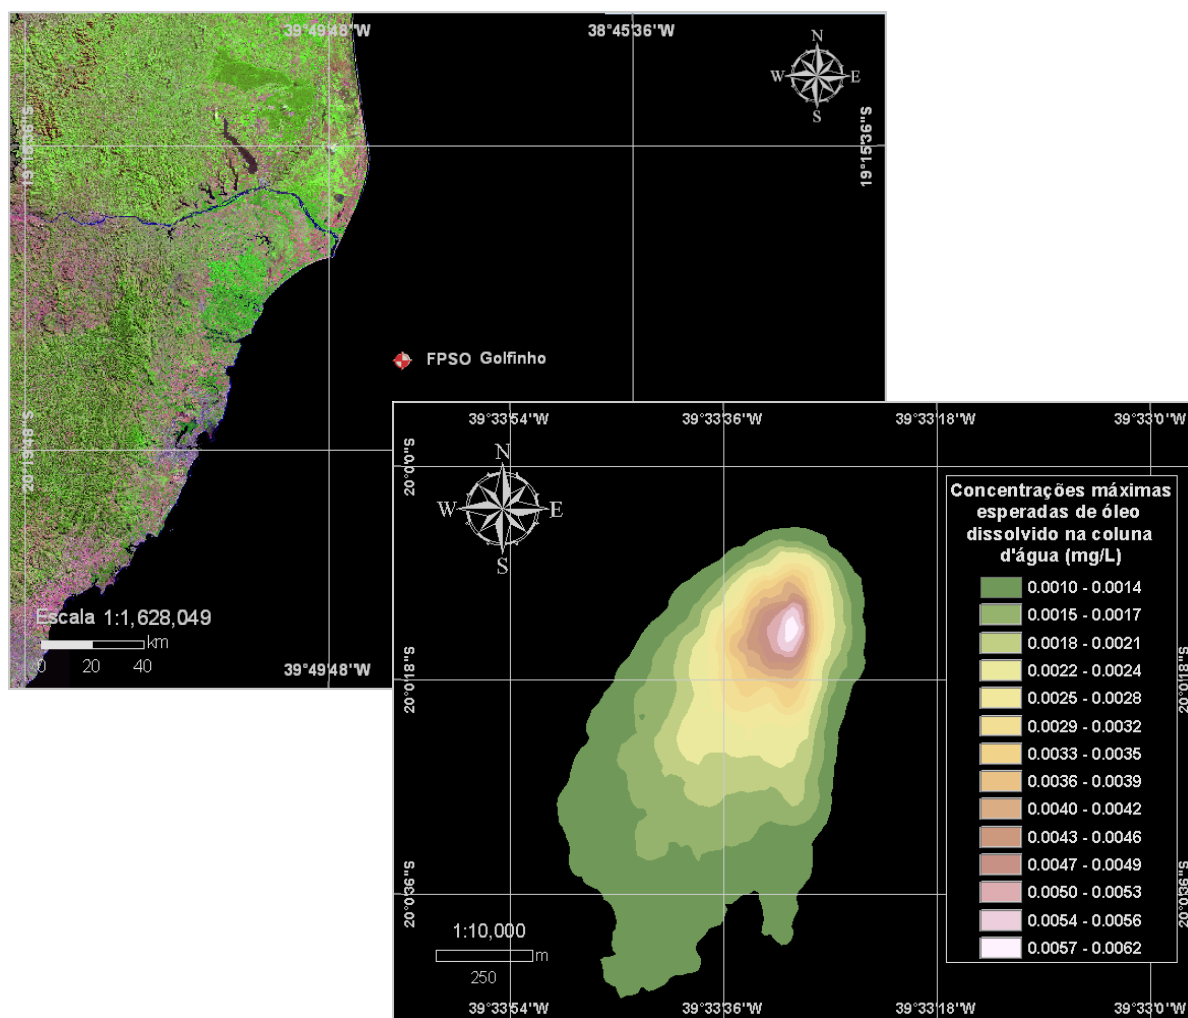 39°49'48"W
38°45'36"W
N
W
E
S
19°15'36"S
19°15'36"S
FPSO Golfinho
20°19'48"S
Escala 1:1,628,049
km
0 20 40
39°49'48"W
39°33'54"W
39°33'36"W
39°33'18"W
39°33'0"W
N
W
E
S
20°0'0"S
Concentrações máximas
esperadas de óleo
dissolvido na coluna
d'água (mg/L)
0.0010 - 0.0014
0.0015 - 0.0017
0.0018 - 0.0021
0.0022 - 0.0024
0.0025 - 0.0028
0.0029 - 0.0032
0.0033 - 0.0035
0.0036 - 0.0039
0.0040 - 0.0042
0.0043 - 0.0046
0.0047 - 0.0049
0.0050 - 0.0053
0.0054 - 0.0056
0.0057 - 0.0062
20°0'18"S
20°0'18"S
20°0'36"S
20°0'36"S
1:10,000
m
250
39°33'54"W
39°33'36"W
39°33'18"W
39°33'0"W